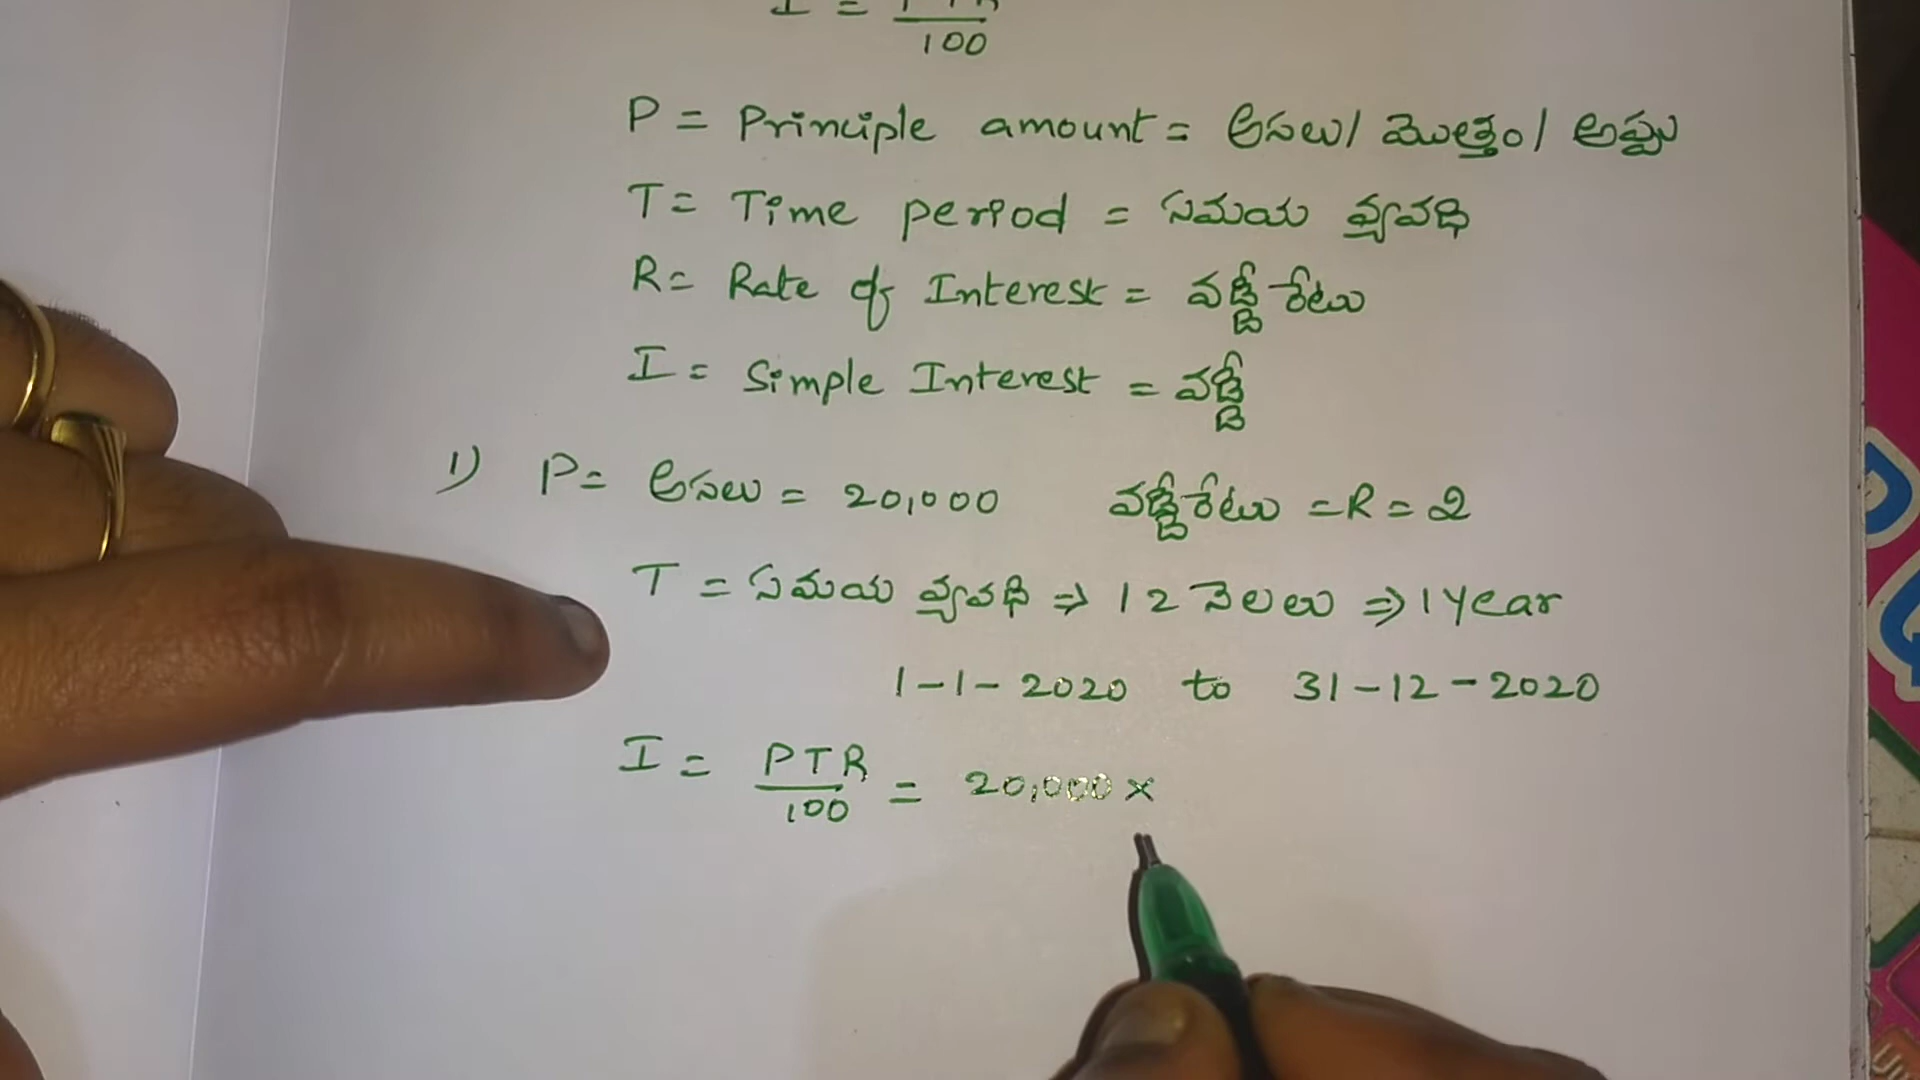 I = PTR / 100
P = Principle amount = అసలు / మొత్తం / అప్పు
T = Time period = సమయ వ్యవధి
R = Rate of Interest = వడ్డీ రేటు
I = Simple Interest = వడ్డీ
1) P = అసలు = 20,000 వడ్డీరేటు = R = 2
T = సమయ వ్యవధి ⇒ 12 నెలలు ⇒ 1 year
1-1-2020 to 31-12-2020
I = PTR / 100 = 20,000 ×